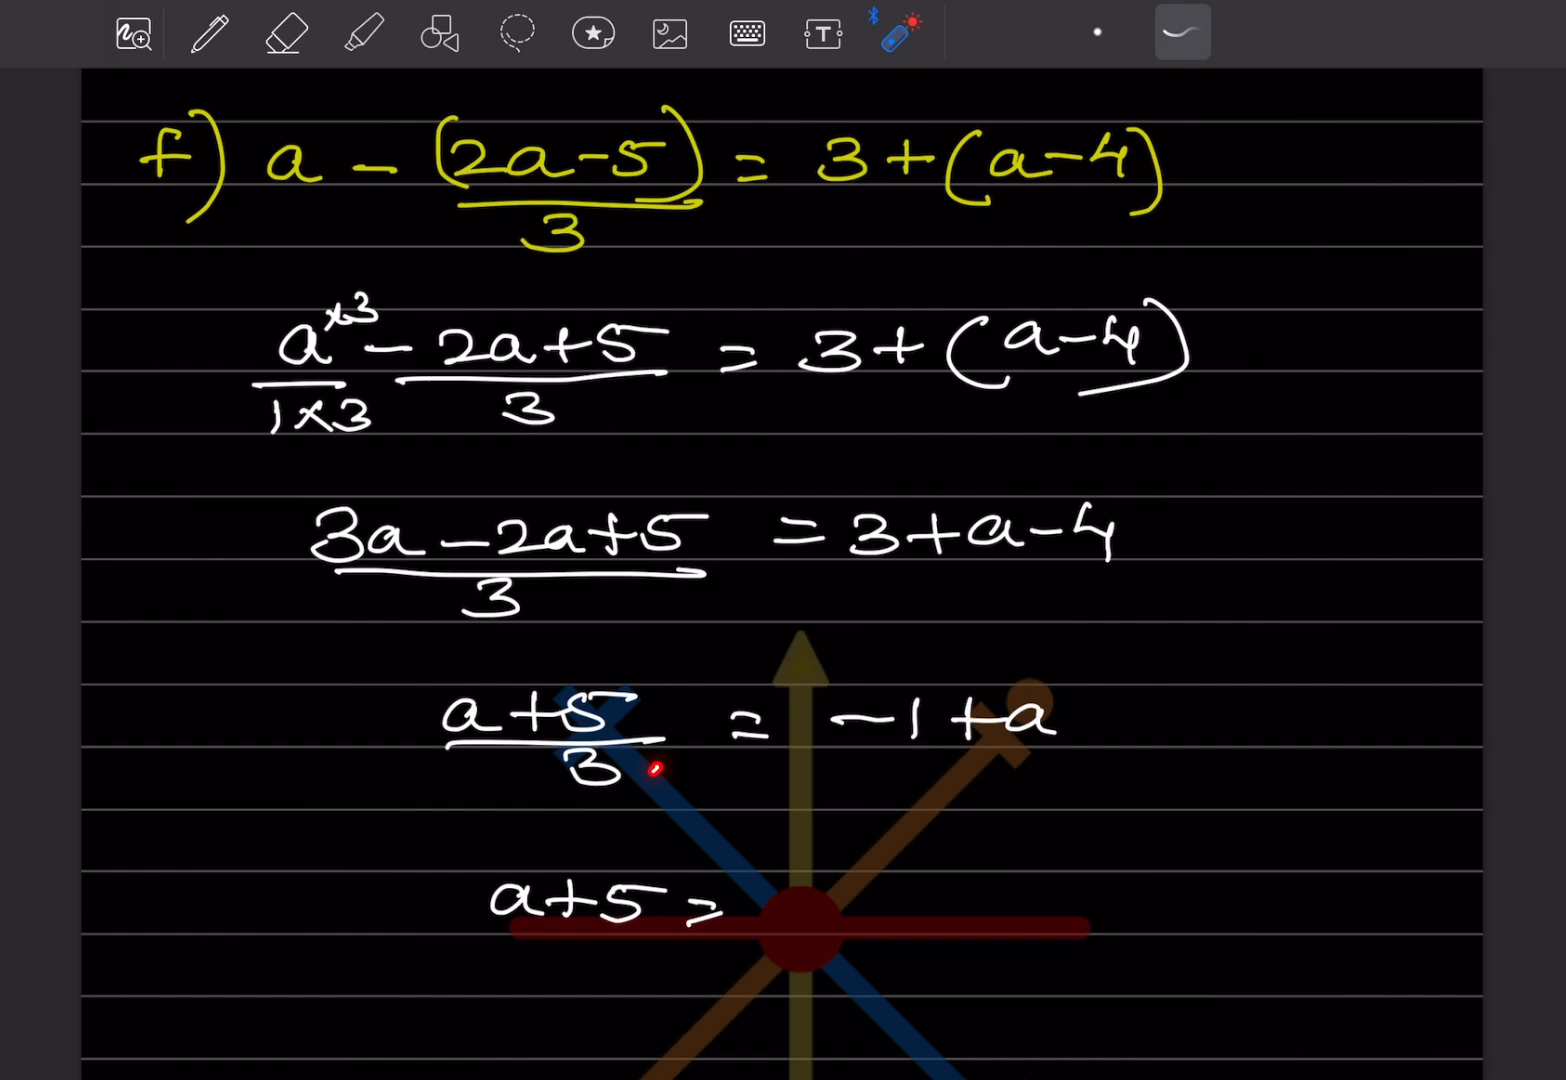 f) a - (2a-5)/3 = 3+(a-4)
a×3/1×3 - 2a+5/3 = 3+(a-4)
3a-2a+5/3 = 3+a-4
a+5/3 = -1+a
a+5=